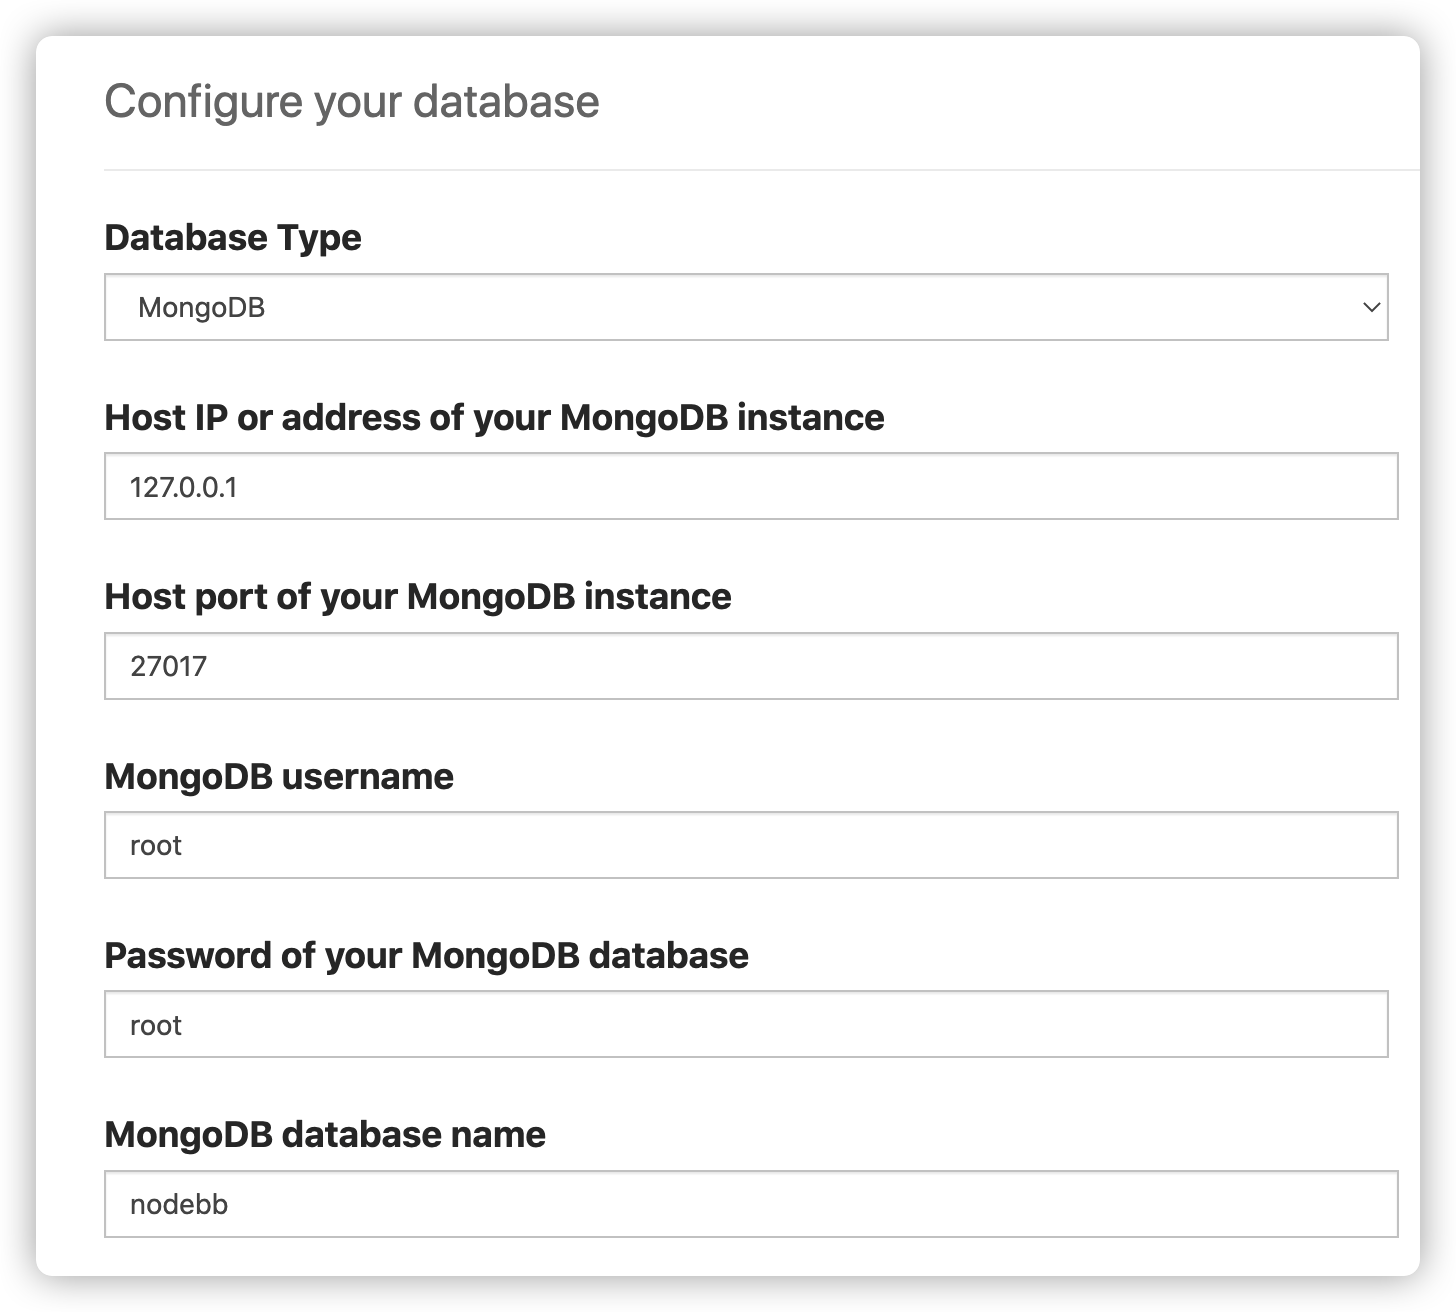 Configure your database
Database Type
MongoDB
Host IP or address of your MongoDB instance
127.0.0.1
Host port of your MongoDB instance
27017
MongoDB username
root
Password of your MongoDB database
root
MongoDB database name
nodebb